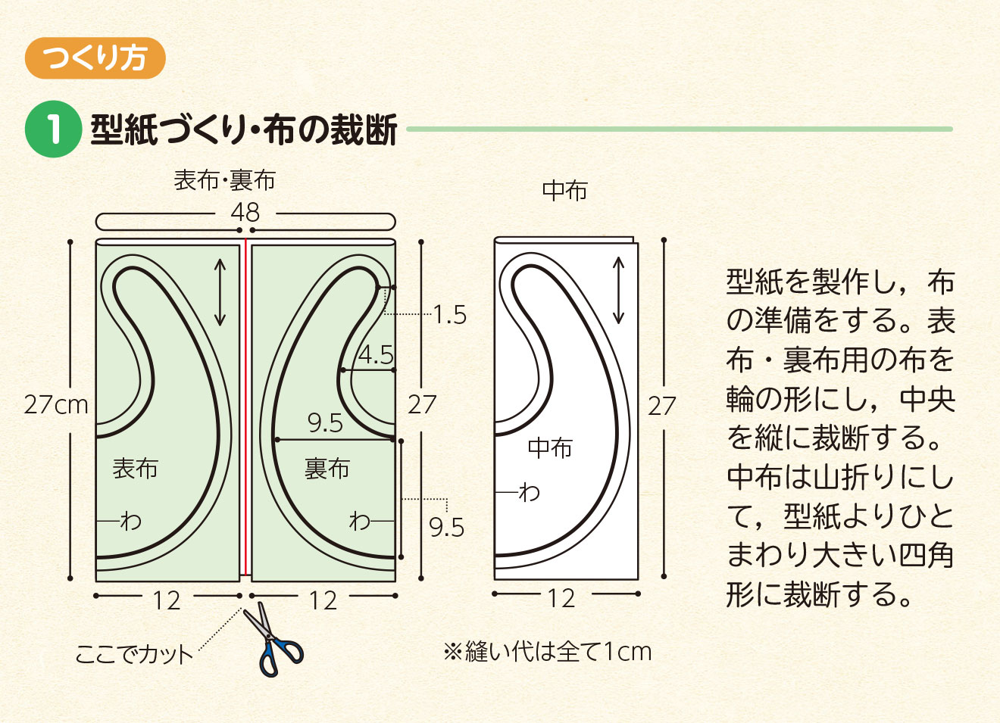 つくり方
1 型紙づくり・布の裁断
表布・裏布
48
中布
1.5
4.5
27cm
27
27
9.5
表布
裏布
中布
わ
わ
わ
9.5
12
12
12
ここでカット
※縫い代は全て1cm
型紙を製作し，布
の準備をする。表
布・裏布用の布を
輪の形にし，中央
を縦に裁断する。
中布は山折りにし
て，型紙よりひと
まわり大きい四角
形に裁断する。